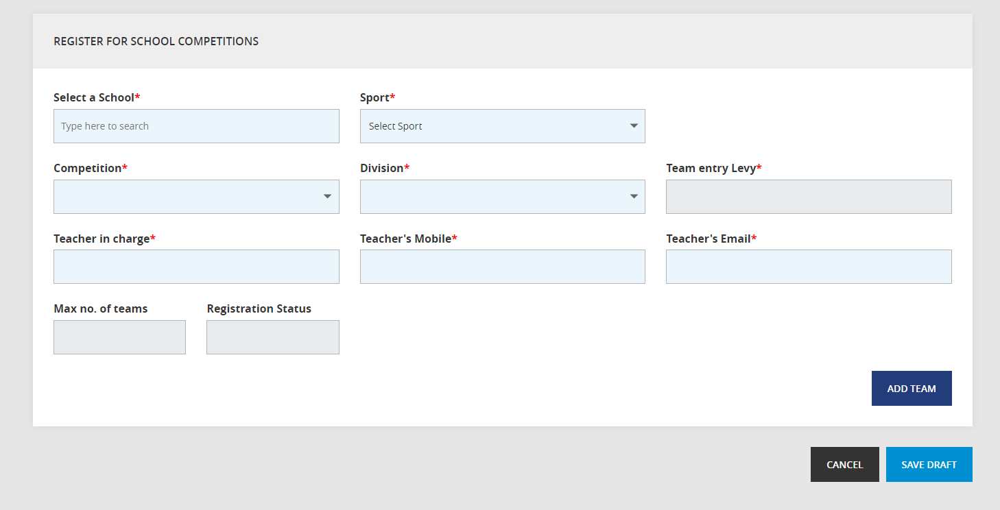 REGISTER FOR SCHOOL COMPETITIONS
Select a School* Sport*
Type here to search Select Sport
Competition* Division* Team entry Levy*
Teacher in charge* Teacher's Mobile* Teacher's Email*
Max no. of teams Registration Status
ADD TEAM
CANCEL SAVE DRAFT